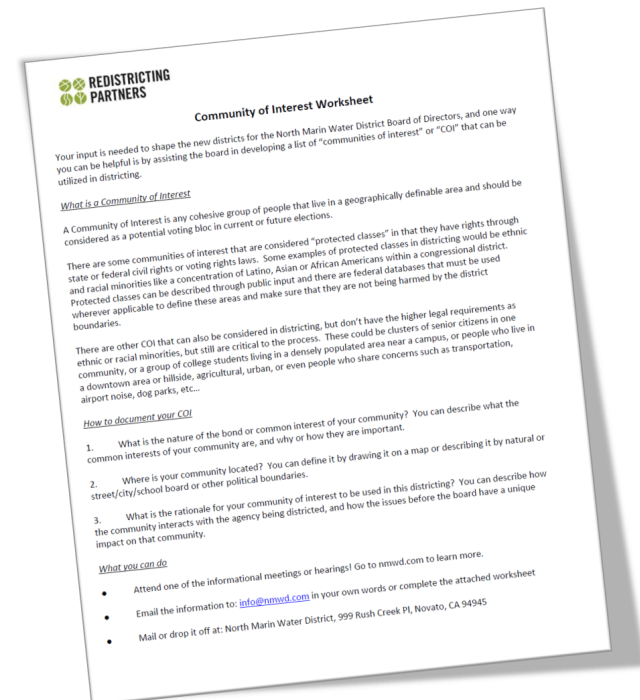 REDISTRICTING
PARTNERS
Community of Interest Worksheet
Your input is needed to shape the new districts for the North Marin Water District Board of Directors, and one way
you can be helpful is by assisting the board in developing a list of “communities of interest” or “COI” that can be
utilized in districting.
What is a Community of Interest
A Community of Interest is any cohesive group of people that live in a geographically definable area and should be
considered as a potential voting bloc in current or future elections.
There are some communities of interest that are considered “protected classes” in that they have rights through
state or federal civil rights or voting rights laws. Some examples of protected classes in districting would be ethnic
and racial minorities like a concentration of Latino, Asian or African Americans within a congressional district.
Protected classes can be described through public input and there are federal databases that must be used
wherever applicable to define these areas and make sure that they are not being harmed by the district
boundaries.
There are other COI that can also be considered in districting, but don’t have the higher legal requirements as
ethnic or racial minorities, but still are critical to the process. These could be clusters of senior citizens in one
community, or a group of college students living in a densely populated area near a campus, or people who live in
a downtown area or hillside, agricultural, urban, or even people who share concerns such as transportation,
airport noise, dog parks, etc...
How to document your COI
1. What is the nature of the bond or common interest of your community? You can describe what the
common interests of your community are, and why or how they are important.
2. Where is your community located? You can define it by drawing it on a map or describing it by natural or
street/city/school board or other political boundaries.
3. What is the rationale for your community of interest to be used in this districting? You can describe how
the community interacts with the agency being districted, and how the issues before the board have a unique
impact on that community.
What you can do
• Attend one of the informational meetings or hearings! Go to nmwd.com to learn more.
• Email the information to: info@nmwd.com in your own words or complete the attached worksheet
• Mail or drop it off at: North Marin Water District, 999 Rush Creek Pl, Novato, CA 94945